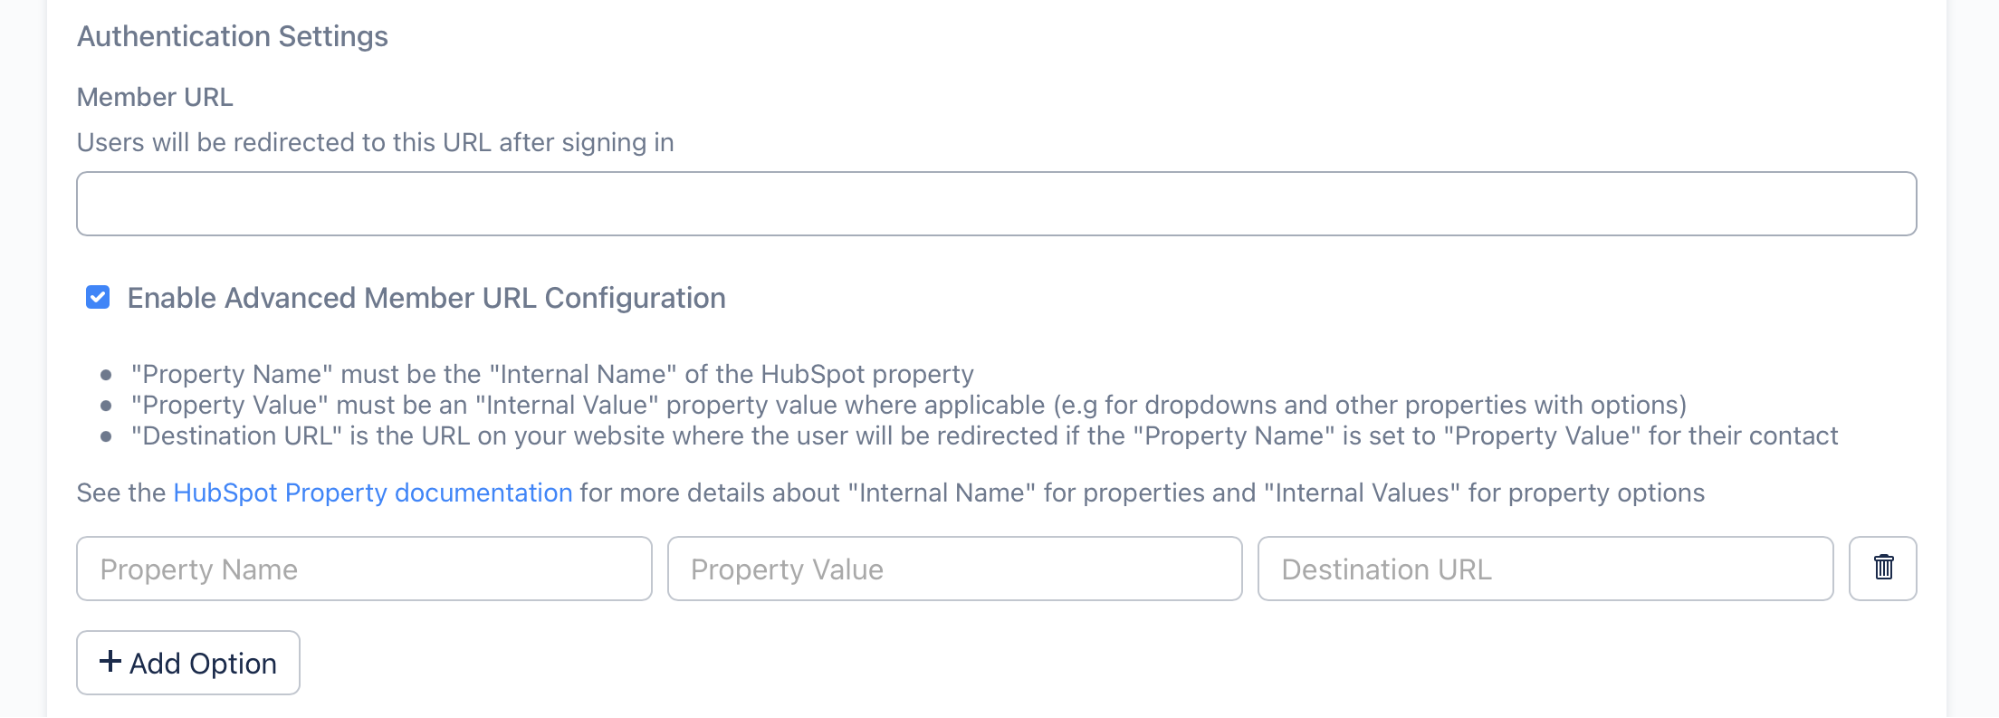 Authentication Settings
Member URL
Users will be redirected to this URL after signing in
Enable Advanced Member URL Configuration
"Property Name" must be the "Internal Name" of the HubSpot property
"Property Value" must be an "Internal Value" property value where applicable (e.g for dropdowns and other properties with options)
"Destination URL" is the URL on your website where the user will be redirected if the "Property Name" is set to "Property Value" for their contact
See the HubSpot Property documentation for more details about "Internal Name" for properties and "Internal Values" for property options
Property Name Property Value Destination URL
+ Add Option